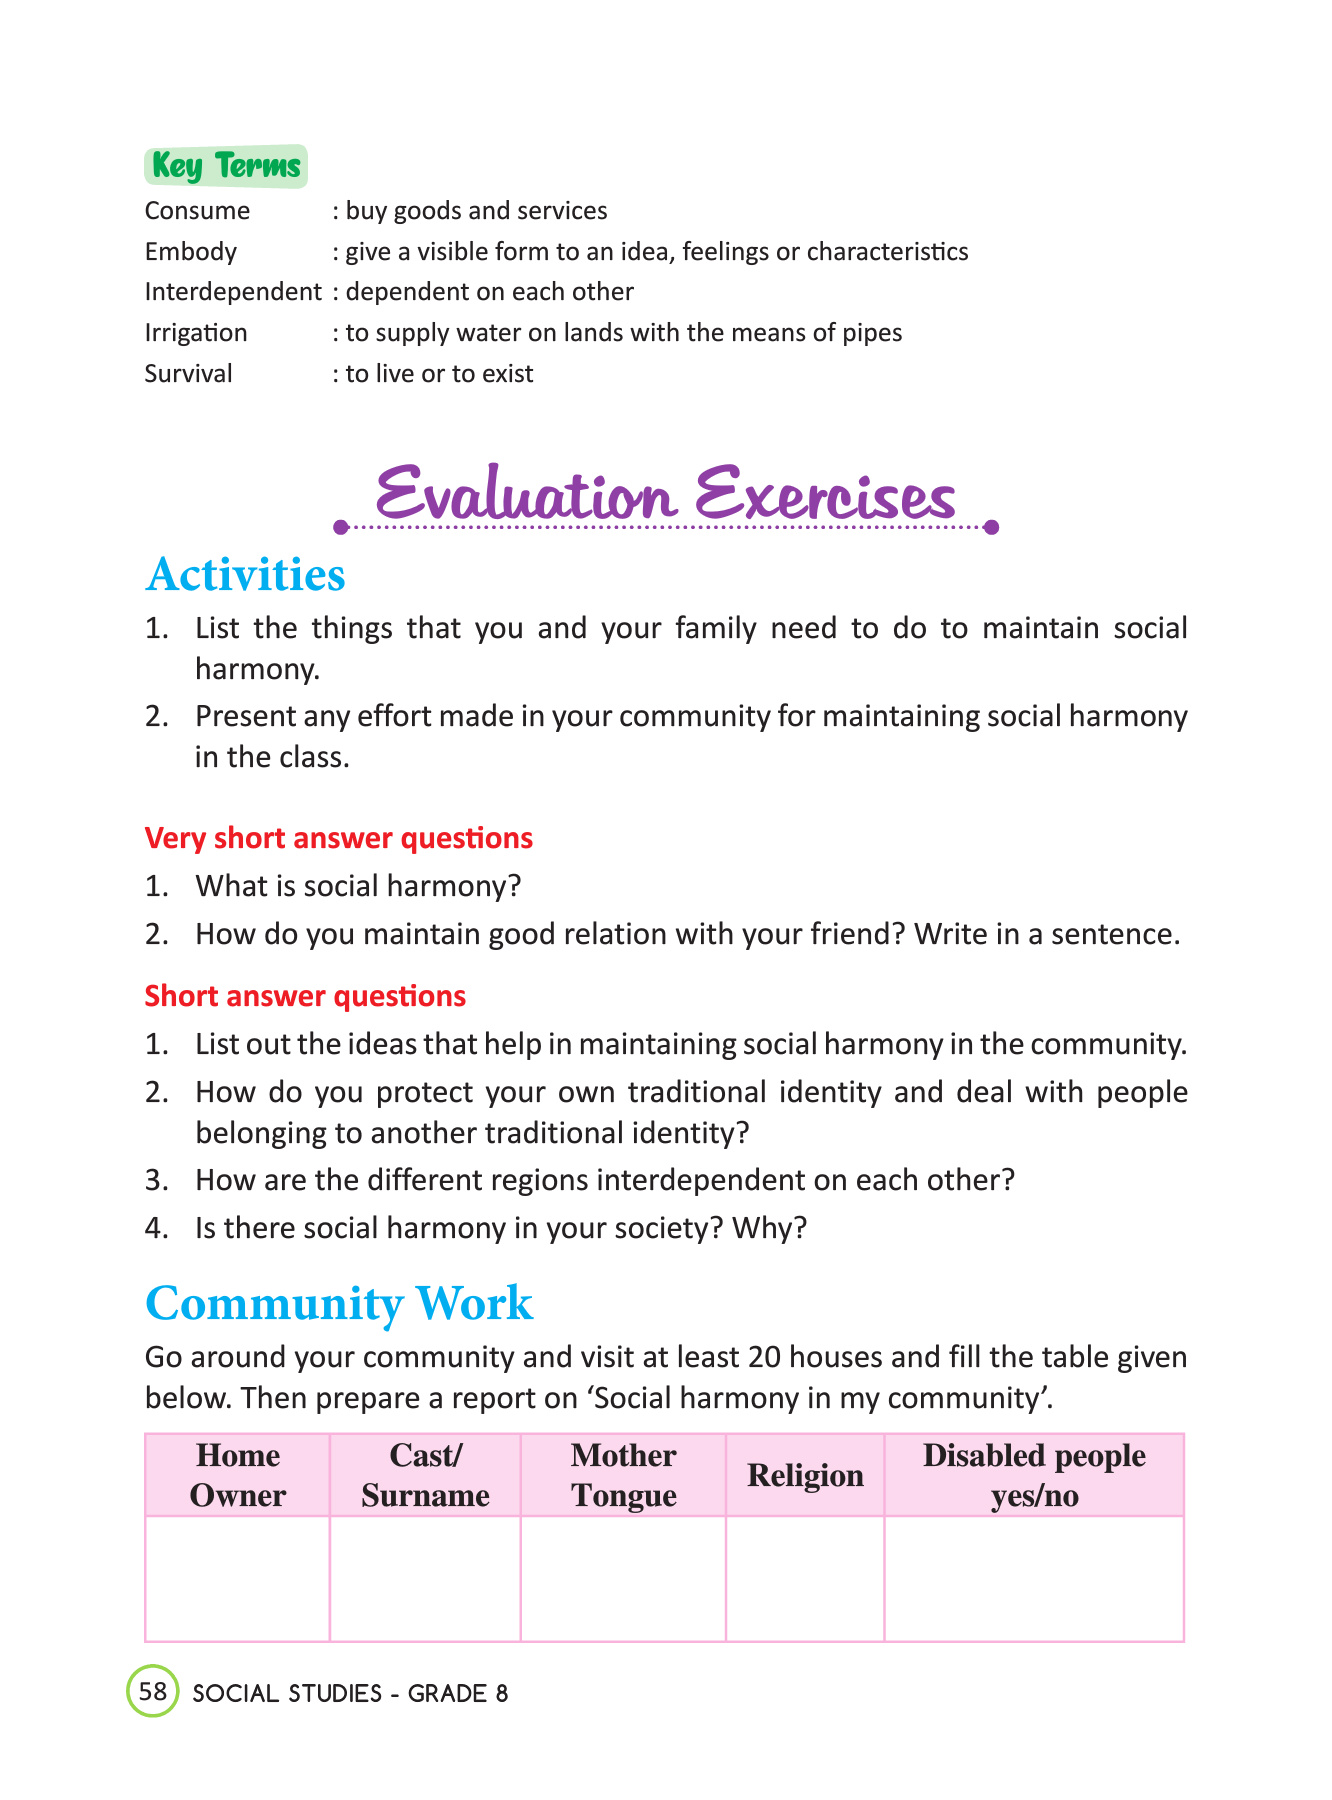 Key Terms
Consume : buy goods and services
Embody : give a visible form to an idea, feelings or characteristics
Interdependent : dependent on each other
Irrigation : to supply water on lands with the means of pipes
Survival : to live or to exist
Evaluation Exercises
Activities
1. List the things that you and your family need to do to maintain social
harmony.
2. Present any effort made in your community for maintaining social harmony
in the class.
Very short answer questions
1. What is social harmony?
2. How do you maintain good relation with your friend? Write in a sentence.
Short answer questions
1. List out the ideas that help in maintaining social harmony in the community.
2. How do you protect your own traditional identity and deal with people
belonging to another traditional identity?
3. How are the different regions interdependent on each other?
4. Is there social harmony in your society? Why?
Community Work
Go around your community and visit at least 20 houses and fill the table given
below. Then prepare a report on ‘Social harmony in my community’.
Home Owner
Cast/ Surname
Mother Tongue
Religion
Disabled people yes/no
58 SOCIAL STUDIES - GRADE 8